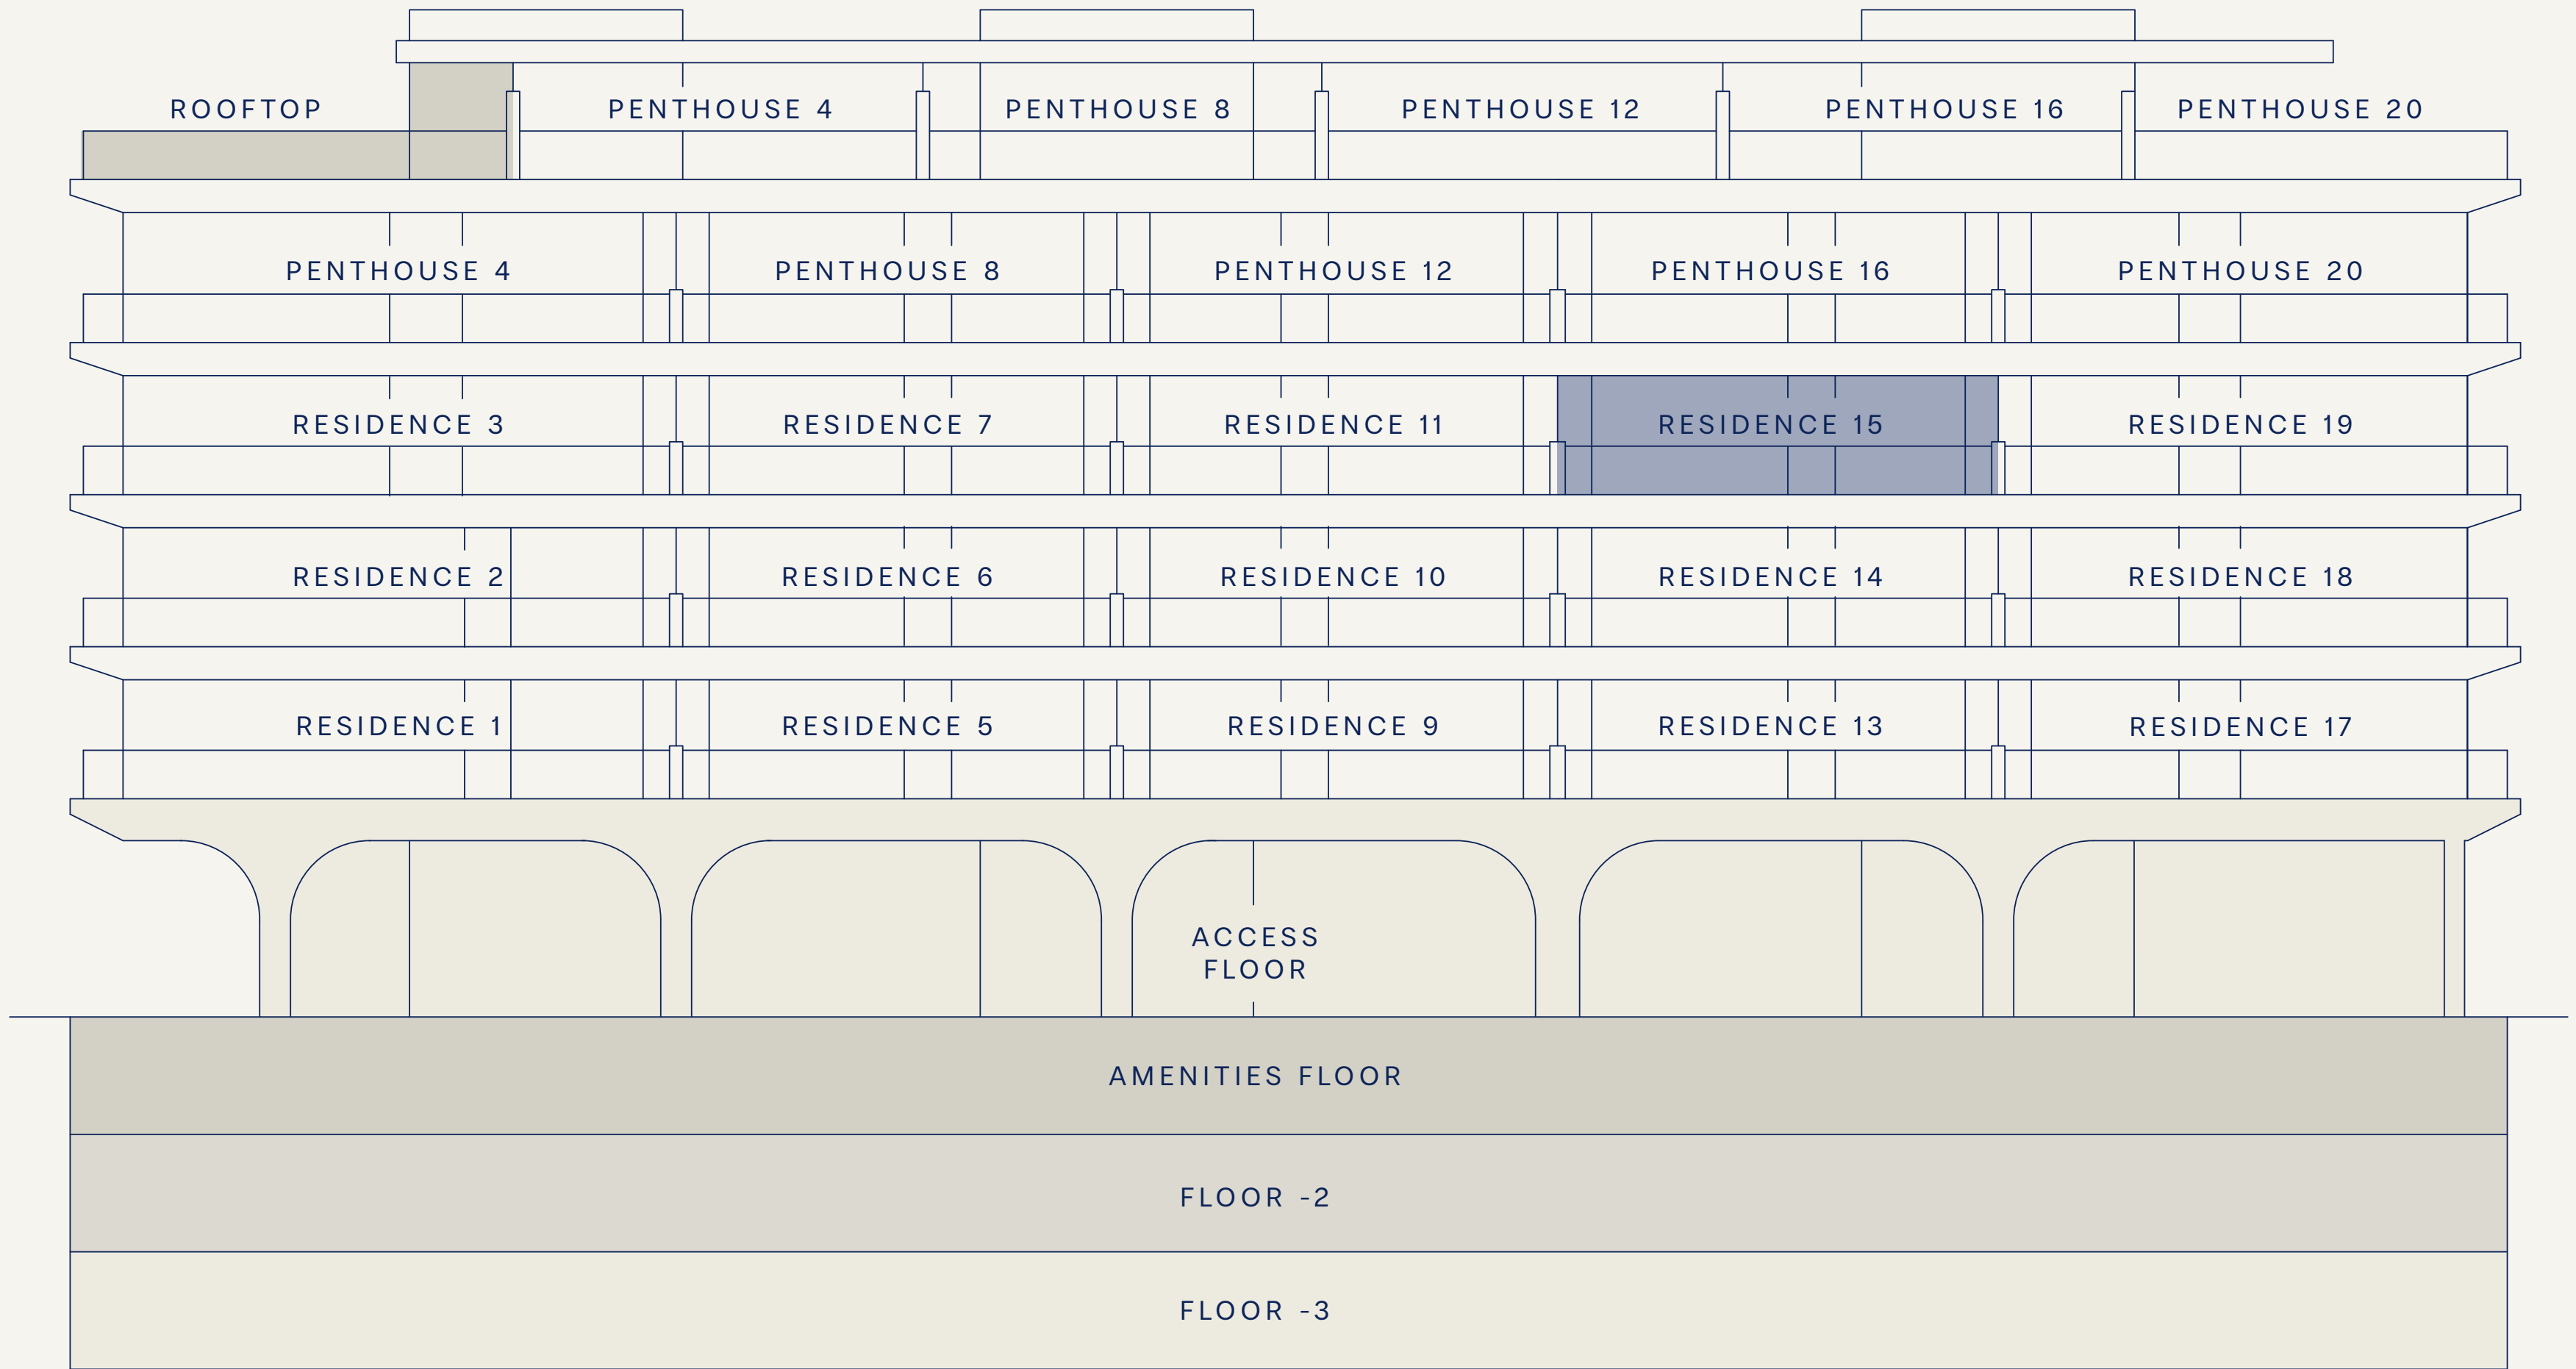 ROOFTOP
PENTHOUSE 4
PENTHOUSE 8
PENTHOUSE 12
PENTHOUSE 16
PENTHOUSE 20
PENTHOUSE 4
PENTHOUSE 8
PENTHOUSE 12
PENTHOUSE 16
PENTHOUSE 20
RESIDENCE 3
RESIDENCE 7
RESIDENCE 11
RESIDENCE 15
RESIDENCE 19
RESIDENCE 2
RESIDENCE 6
RESIDENCE 10
RESIDENCE 14
RESIDENCE 18
RESIDENCE 1
RESIDENCE 5
RESIDENCE 9
RESIDENCE 13
RESIDENCE 17
ACCESS
FLOOR
AMENITIES FLOOR
FLOOR -2
FLOOR -3